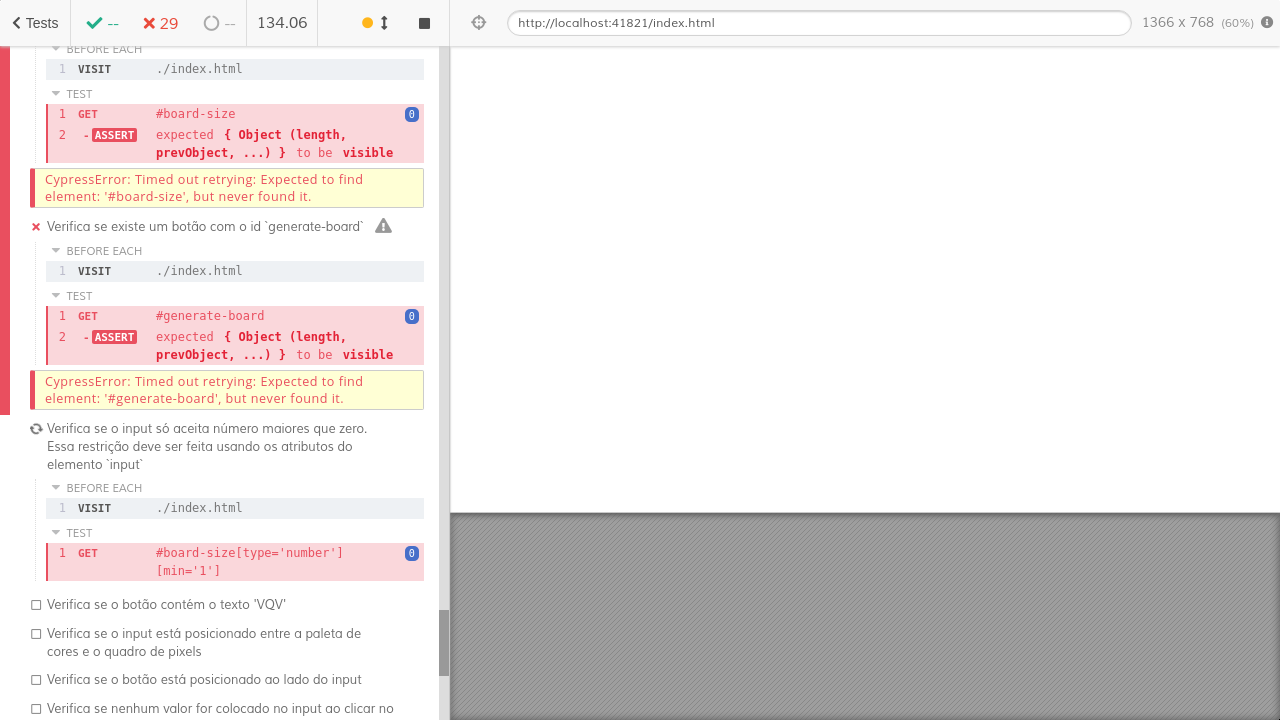 Tests
--
29
--
134.06
http://localhost:41821/index.html
1366 x 768 (60%)
BEFORE EACH
1 VISIT ./index.html
TEST
1 GET #board-size 0
2 -ASSERT expected { Object (length,
prevObject, ...) } to be visible
CypressError: Timed out retrying: Expected to find
element: '#board-size', but never found it.
Verifica se existe um botão com o id `generate-board`
BEFORE EACH
1 VISIT ./index.html
TEST
1 GET #generate-board 0
2 -ASSERT expected { Object (length,
prevObject, ...) } to be visible
CypressError: Timed out retrying: Expected to find
element: '#generate-board', but never found it.
Verifica se o input só aceita número maiores que zero.
Essa restrição deve ser feita usando os atributos do
elemento `input`
BEFORE EACH
1 VISIT ./index.html
TEST
1 GET #board-size[type='number'] 0
[min='1']
Verifica se o botão contém o texto 'VQV'
Verifica se o input está posicionado entre a paleta de
cores e o quadro de pixels
Verifica se o botão está posicionado ao lado do input
Verifica se nenhum valor for colocado no input ao clicar no